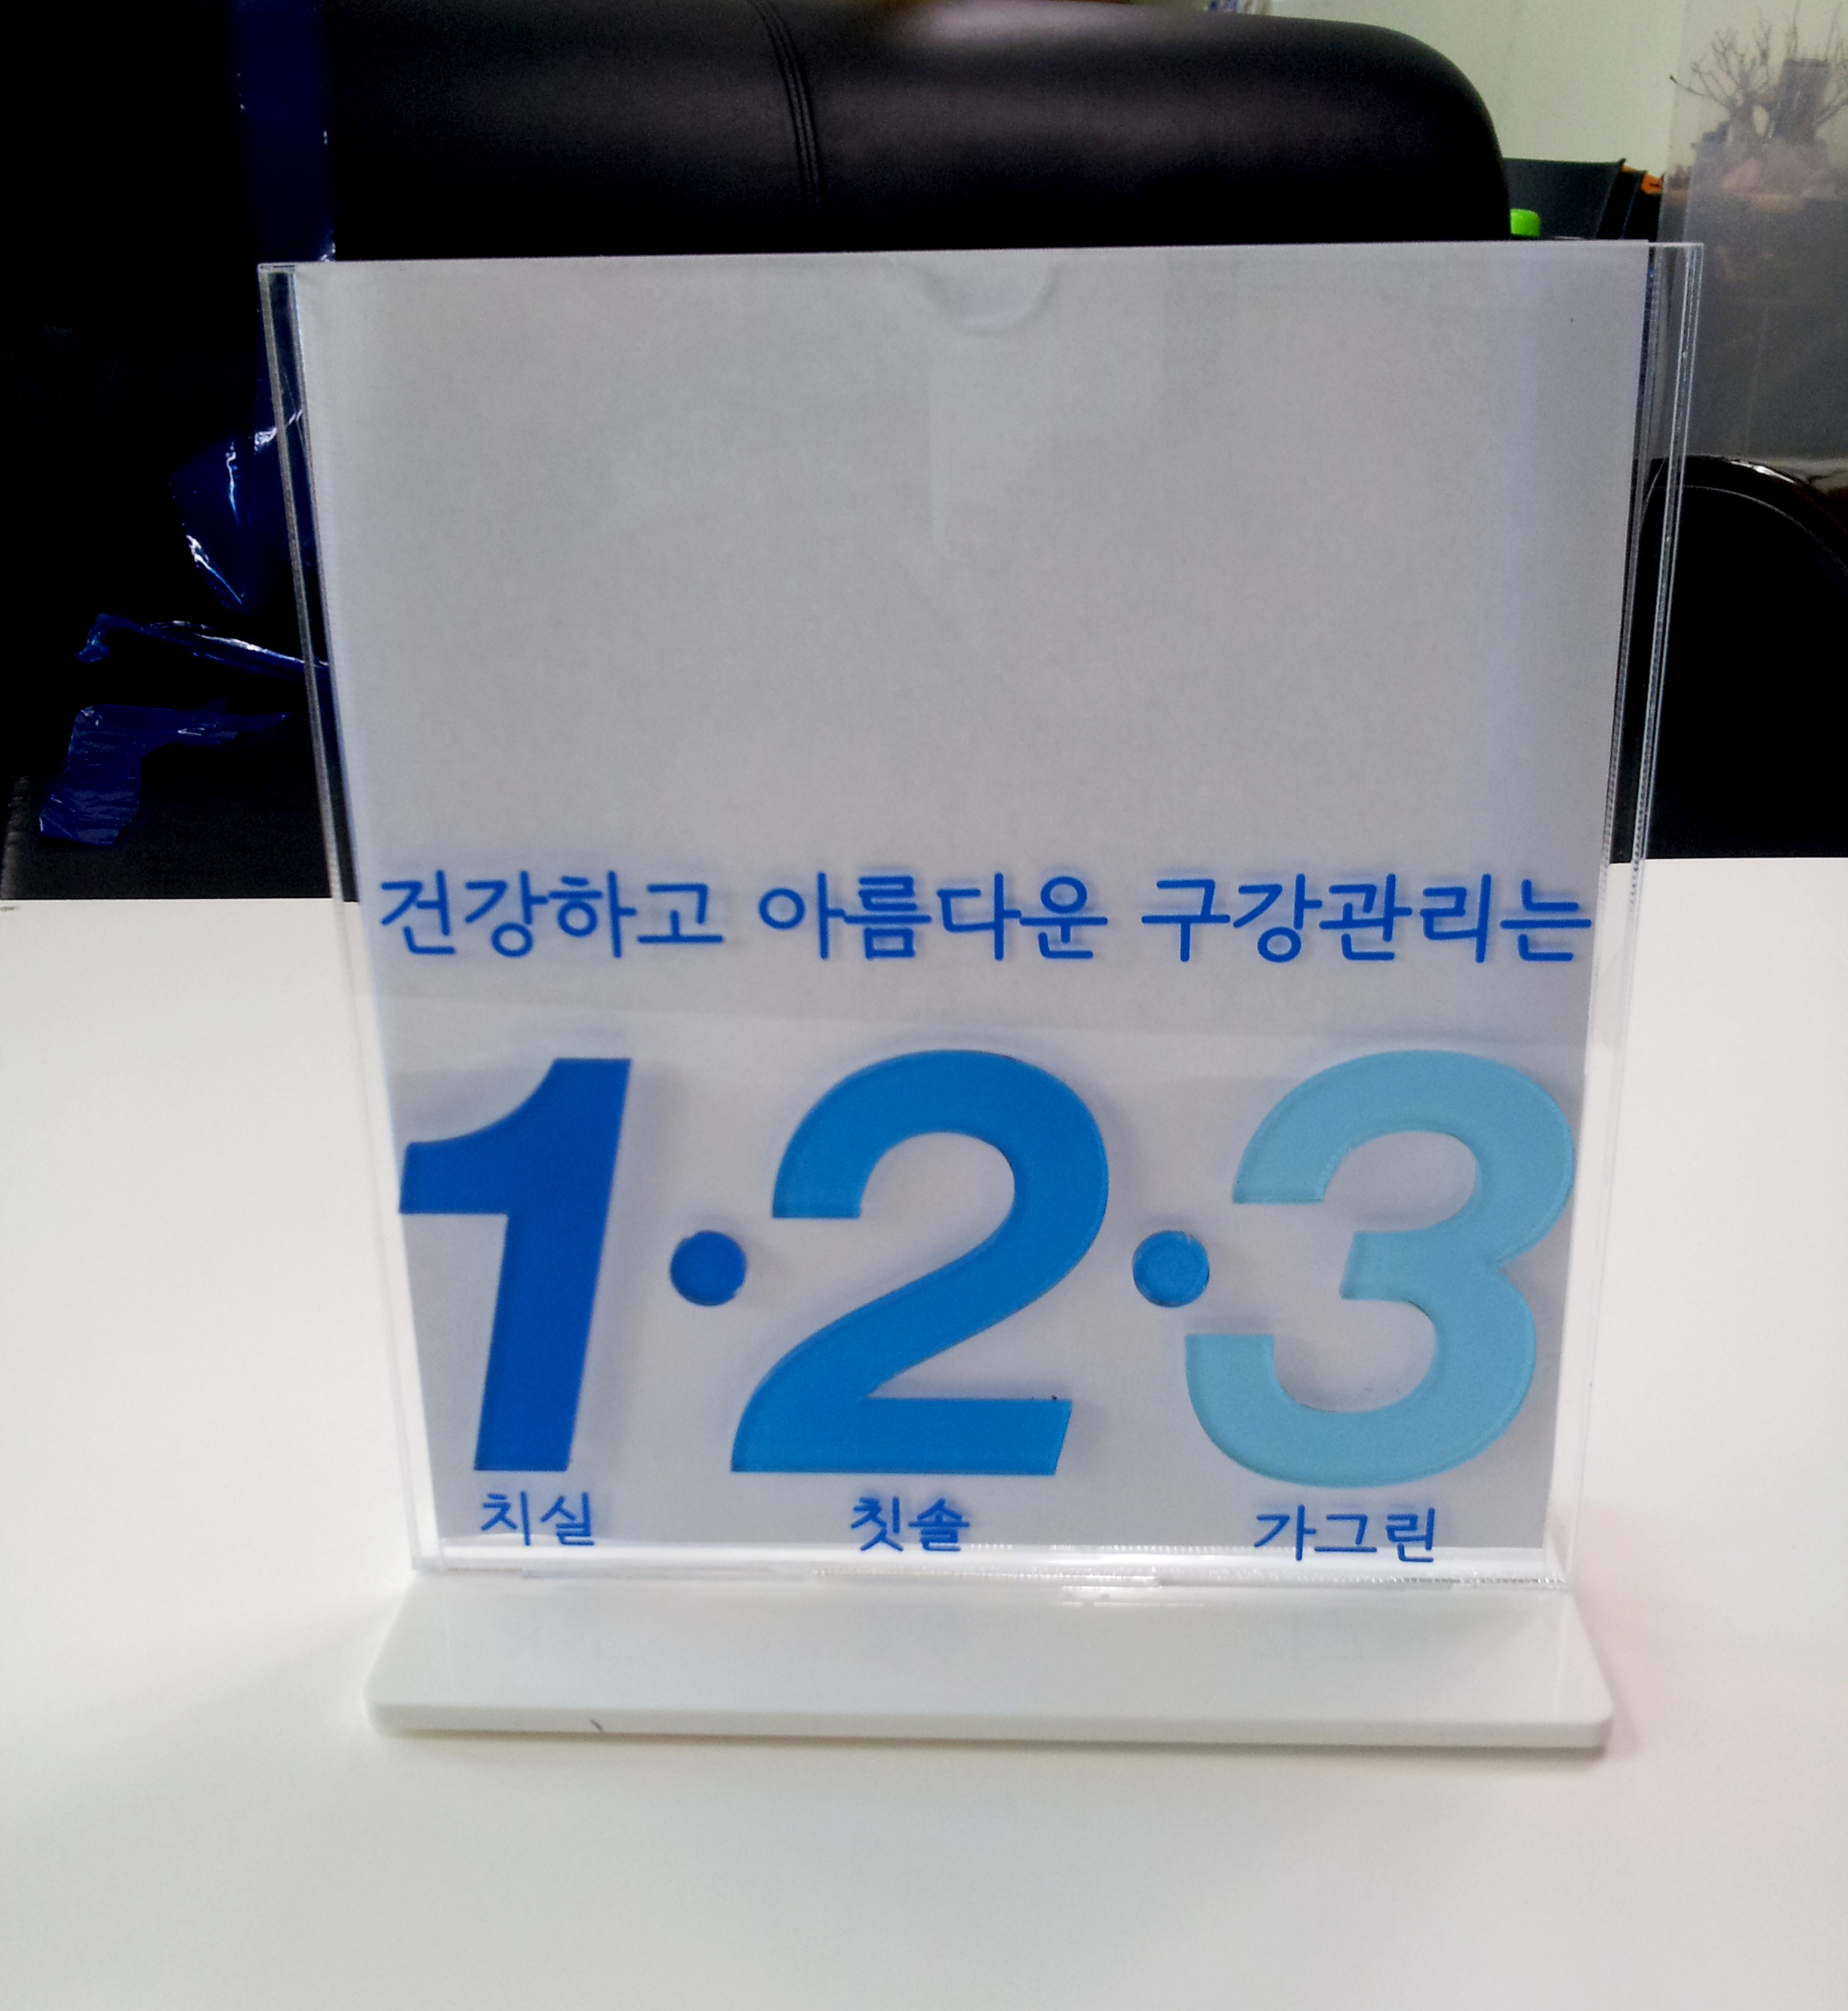 건강하고 아름다운 구강관리는
1·2·3
치실 칫솔 가그린